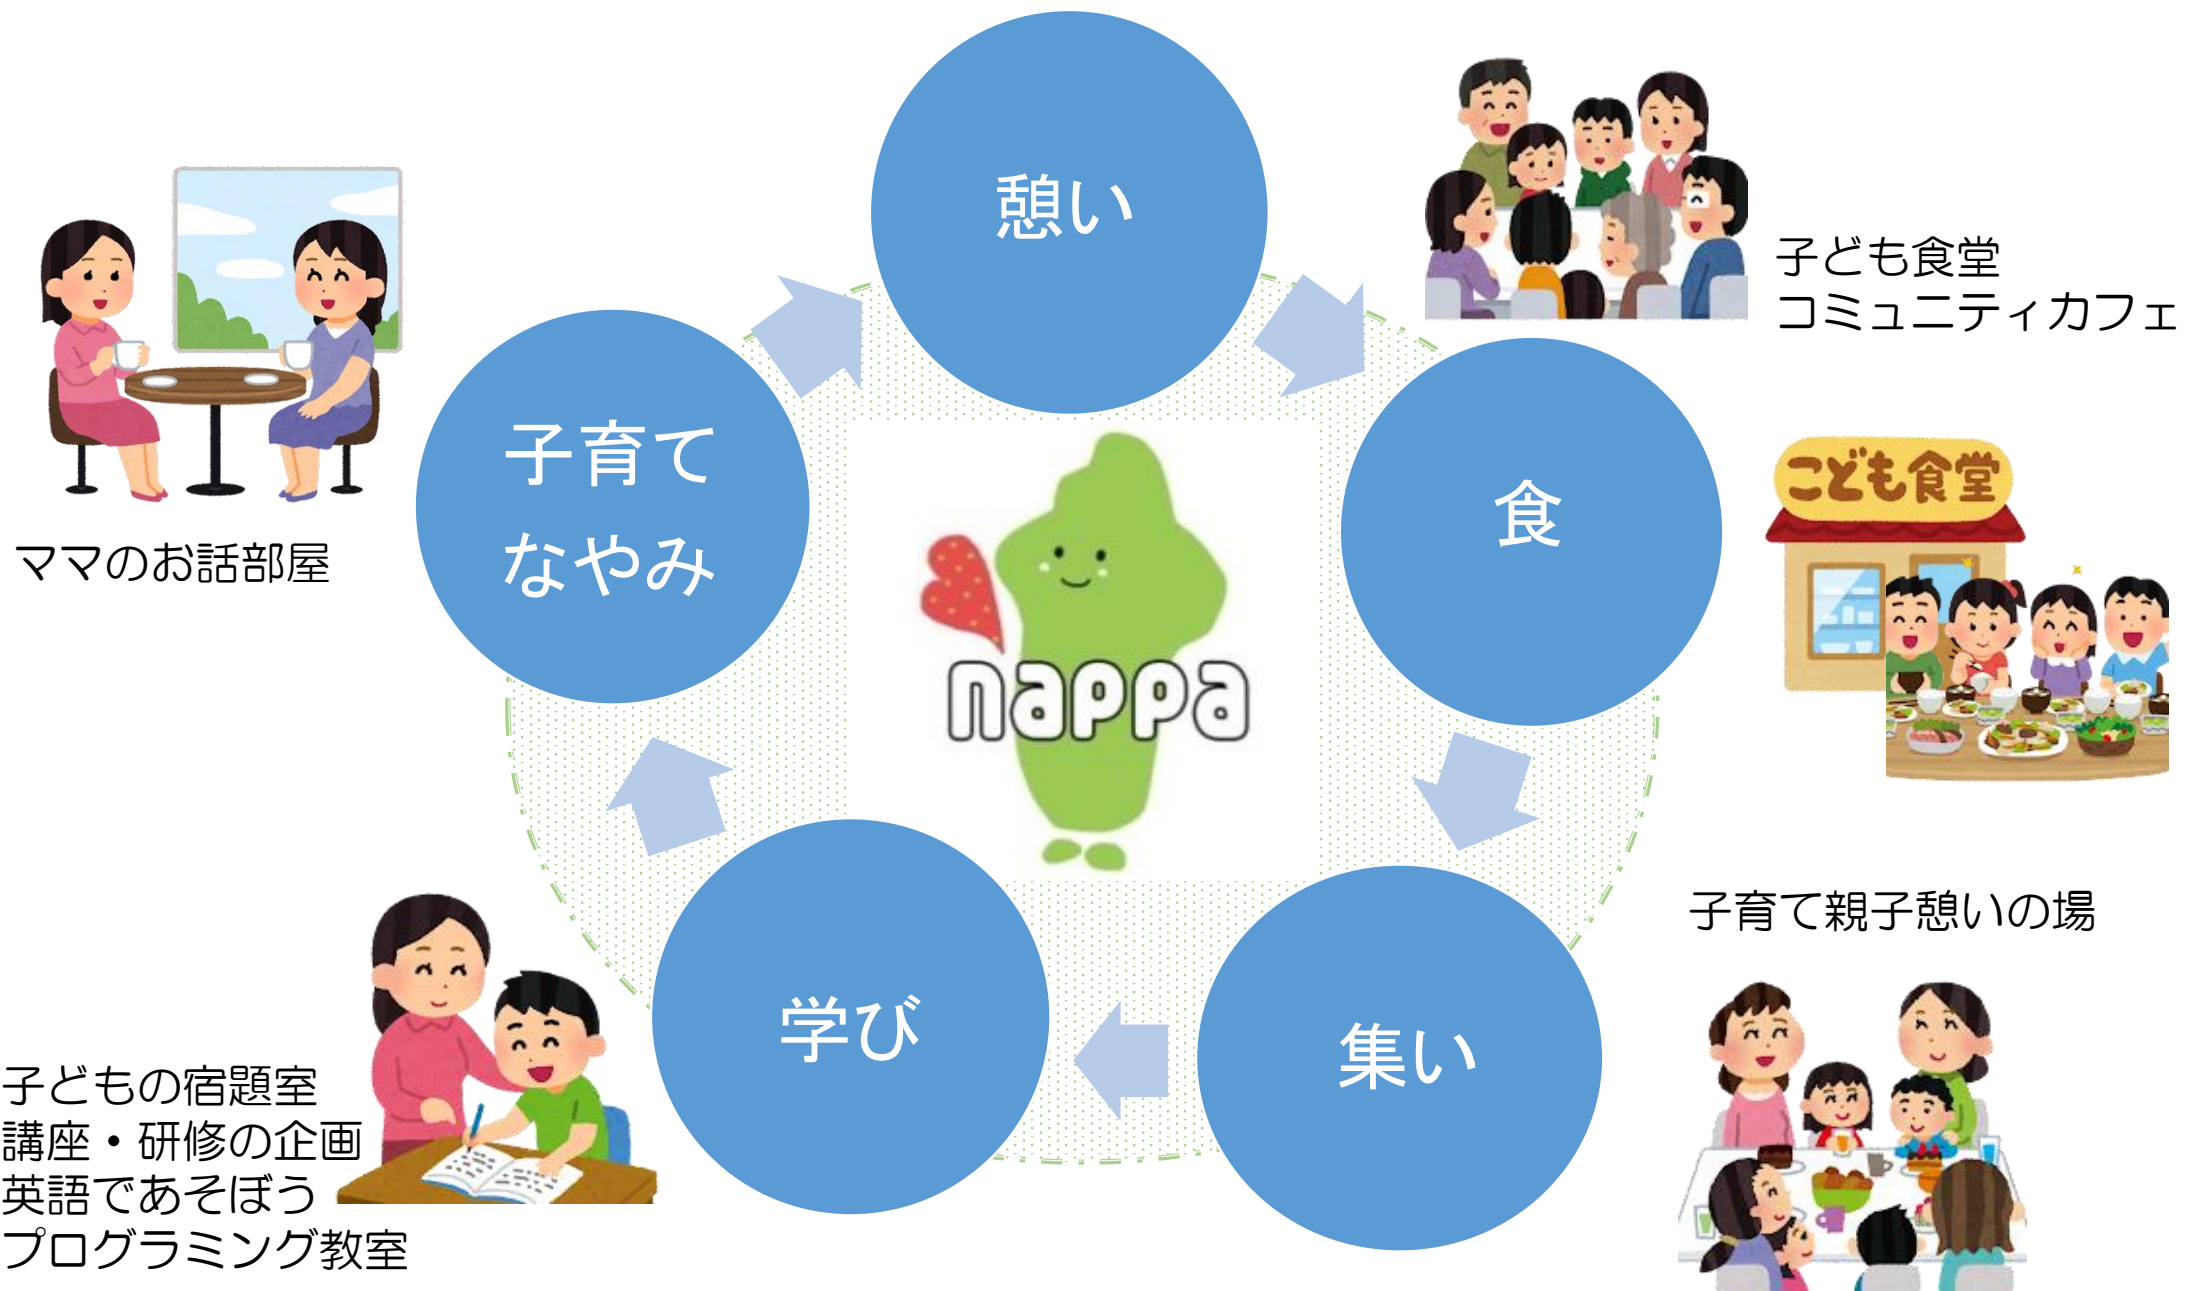 憩い
子ども食堂
コミュニティカフェ
子育て
なやみ
食
こども食堂
ママのお話部屋
nappa
子育て親子憩いの場
学び
集い
子どもの宿題室
講座・研修の企画
英語であそぼう
プログラミング教室